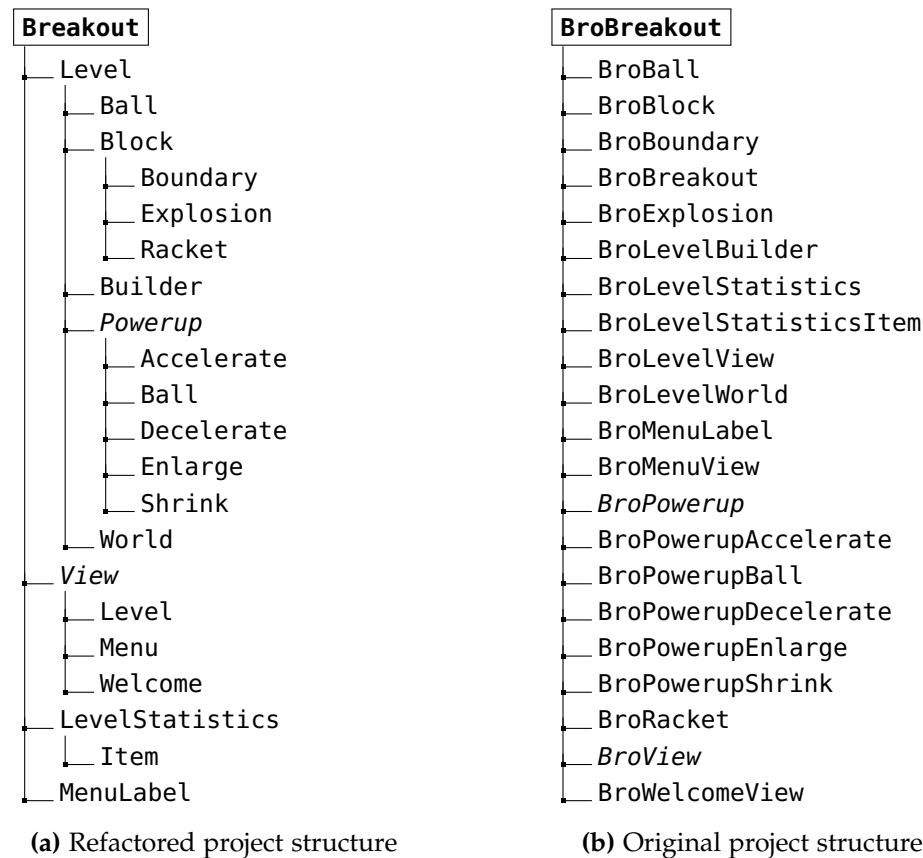 Breakout
Level
Ball
Block
Boundary
Explosion
Racket
Builder
Powerup
Accelerate
Ball
Decelerate
Enlarge
Shrink
World
View
Level
Menu
Welcome
LevelStatistics
Item
MenuLabel
(a) Refactored project structure
BroBreakout
BroBall
BroBlock
BroBoundary
BroBreakout
BroExplosion
BroLevelBuilder
BroLevelStatistics
BroLevelStatisticsItem
BroLevelView
BroLevelWorld
BroMenuLabel
BroMenuView
BroPowerup
BroPowerupAccelerate
BroPowerupBall
BroPowerupDecelerate
BroPowerupEnlarge
BroPowerupShrink
BroRacket
BroView
BroWelcomeView
(b) Original project structure